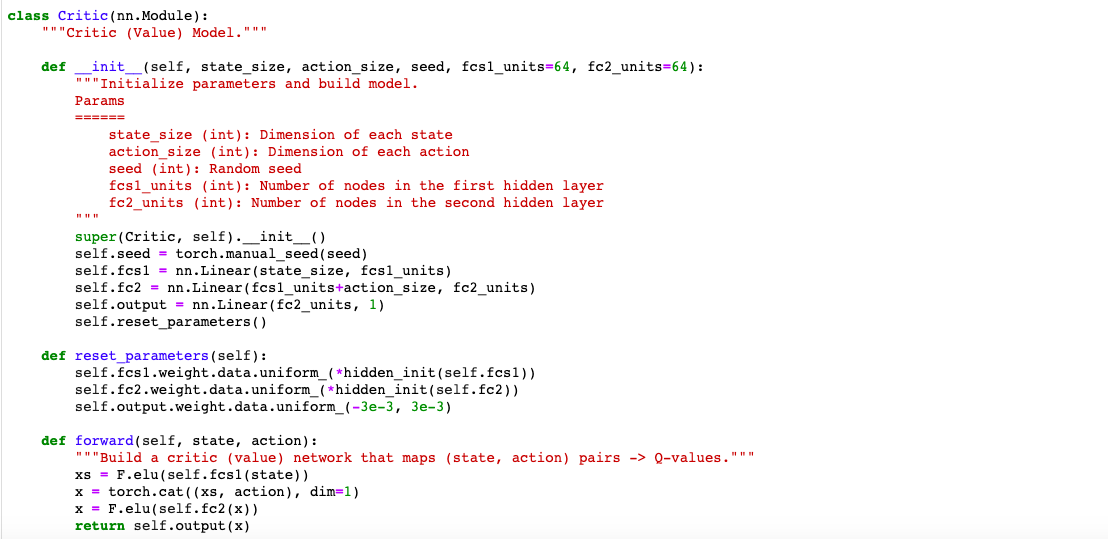 class Critic(nn.Module):
    """Critic (Value) Model."""

    def __init__(self, state_size, action_size, seed, fcs1_units=64, fc2_units=64):
        """Initialize parameters and build model.
        Params
        ======
            state_size (int): Dimension of each state
            action_size (int): Dimension of each action
            seed (int): Random seed
            fcs1_units (int): Number of nodes in the first hidden layer
            fc2_units (int): Number of nodes in the second hidden layer
        """
        super(Critic, self).__init__()
        self.seed = torch.manual_seed(seed)
        self.fcs1 = nn.Linear(state_size, fcs1_units)
        self.fc2 = nn.Linear(fcs1_units+action_size, fc2_units)
        self.output = nn.Linear(fc2_units, 1)
        self.reset_parameters()

    def reset_parameters(self):
        self.fcs1.weight.data.uniform_(*hidden_init(self.fcs1))
        self.fc2.weight.data.uniform_(*hidden_init(self.fc2))
        self.output.weight.data.uniform_(-3e-3, 3e-3)

    def forward(self, state, action):
        """Build a critic (value) network that maps (state, action) pairs -> Q-values."""
        xs = F.elu(self.fcs1(state))
        x = torch.cat((xs, action), dim=1)
        x = F.elu(self.fc2(x))
        return self.output(x)